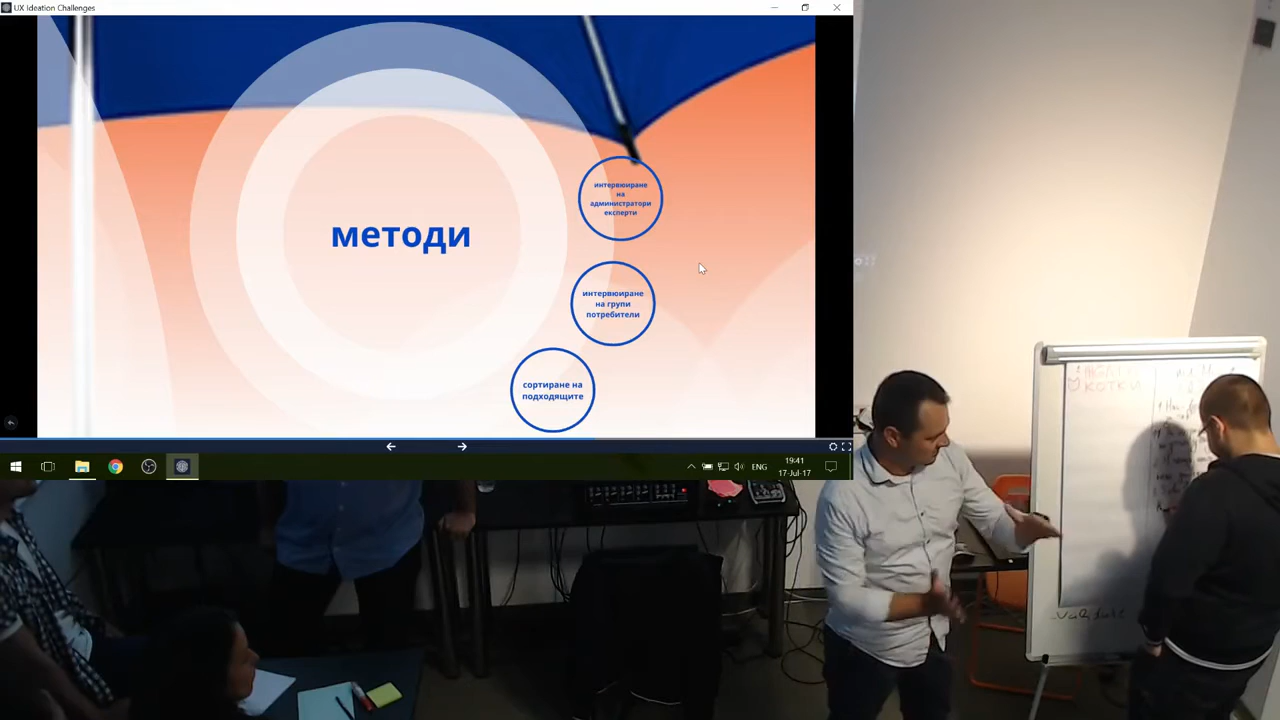 UX Ideation Challenges
методи
интервюиране
на
администратори
експерти
интервюиране
на групи
потребители
сортиране на
подходящите
ENG
19:41
17-Jul-17
КОТКИ